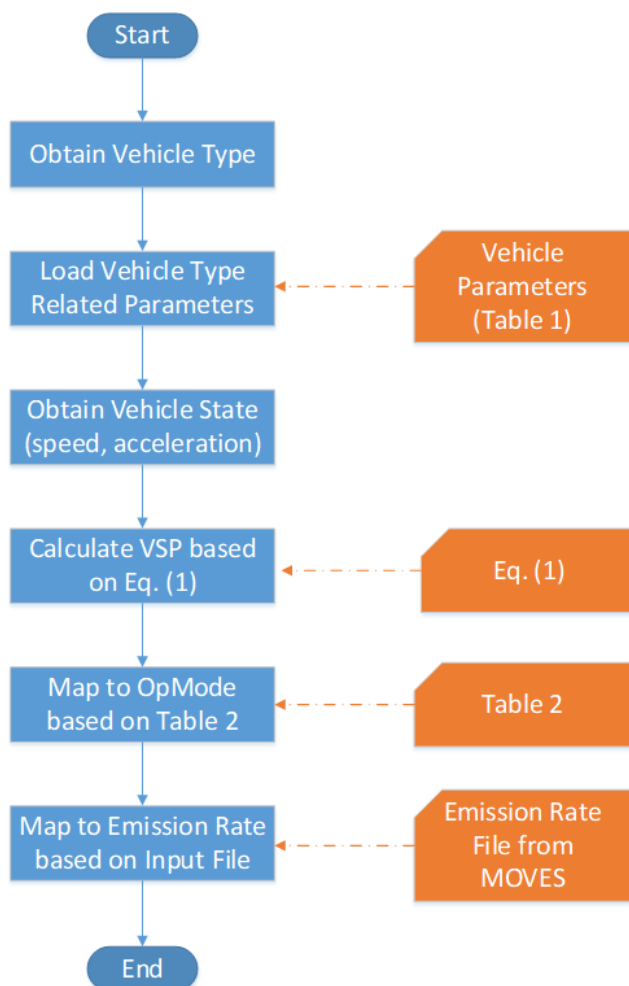 Start
Obtain Vehicle Type
Load Vehicle Type
Related Parameters
Vehicle
Parameters
(Table 1)
Obtain Vehicle State
(speed, acceleration)
Calculate VSP based
on Eq. (1)
Eq. (1)
Map to OpMode
based on Table 2
Table 2
Map to Emission Rate
based on Input File
Emission Rate
File from
MOVES
End